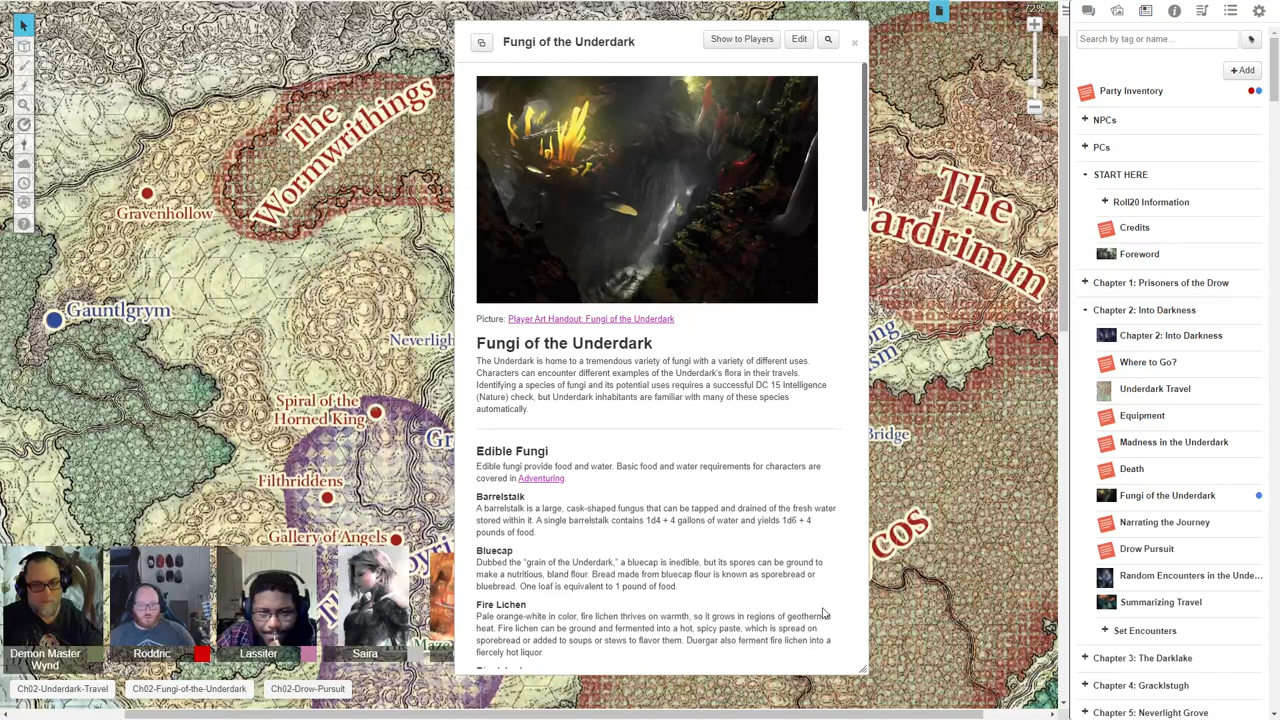 The
Wormwrithings
Gravenhollow
Gauntlgrym
Neverligh
Spiral of the
Horned King
Filthriddens
Gallery of Angels
The
Bridge
72%
Fungi of the Underdark
Show to Players
Edit
Picture: Player Art Handout: Fungi of the Underdark
Fungi of the Underdark
The Underdark is home to a tremendous variety of fungi with a variety of different uses.
Characters can encounter different examples of the Underdark's flora in their travels.
Identifying a species of fungi and its potential uses requires a successful DC 15 Intelligence
(Nature) check, but Underdark inhabitants are familiar with many of these species
automatically.
Edible Fungi
Edible fungi provide food and water. Basic food and water requirements for characters are
covered in Adventuring.
Barrelstalk
A barrelstalk is a large, cask-shaped fungus that can be tapped and drained of the fresh water
stored within it. A single barrelstalk contains 1d4 + 4 gallons of water and yields 1d6 + 4
pounds of food.
Bluecap
Dubbed the “grain of the Underdark,” a bluecap is inedible, but its spores can be ground to
make a nutritious, bland flour. Bread made from bluecap flour is known as sporebread or
bluebread. One loaf is equivalent to 1 pound of food.
Fire Lichen
Pale orange-white in color, fire lichen thrives on warmth, so it grows in regions of geothermal
heat. Fire lichen can be ground and fermented into a hot, spicy paste, which is spread on
sporebread or added to soups or stews to flavor them. Duergar also ferment fire lichen into a
fiercely hot liquor.
Demon Master
Wynd
Roddric
Lassiter
Saira
Ch02-Underdark-Travel
Ch02-Fungi-of-the-Underdark
Ch02-Drow-Pursuit
Search by tag or name...
+ Add
Party Inventory
+ NPCs
+ PCs
- START HERE
+ Roll20 Information
Credits
Foreword
+ Chapter 1: Prisoners of the Drow
- Chapter 2: Into Darkness
Chapter 2: Into Darkness
Where to Go?
Underdark Travel
Equipment
Madness in the Underdark
Death
Fungi of the Underdark
Narrating the Journey
Drow Pursuit
Random Encounters in the Unde...
Summarizing Travel
+ Set Encounters
+ Chapter 3: The Darklake
+ Chapter 4: Gracklstugh
+ Chapter 5: Neverlight Grove